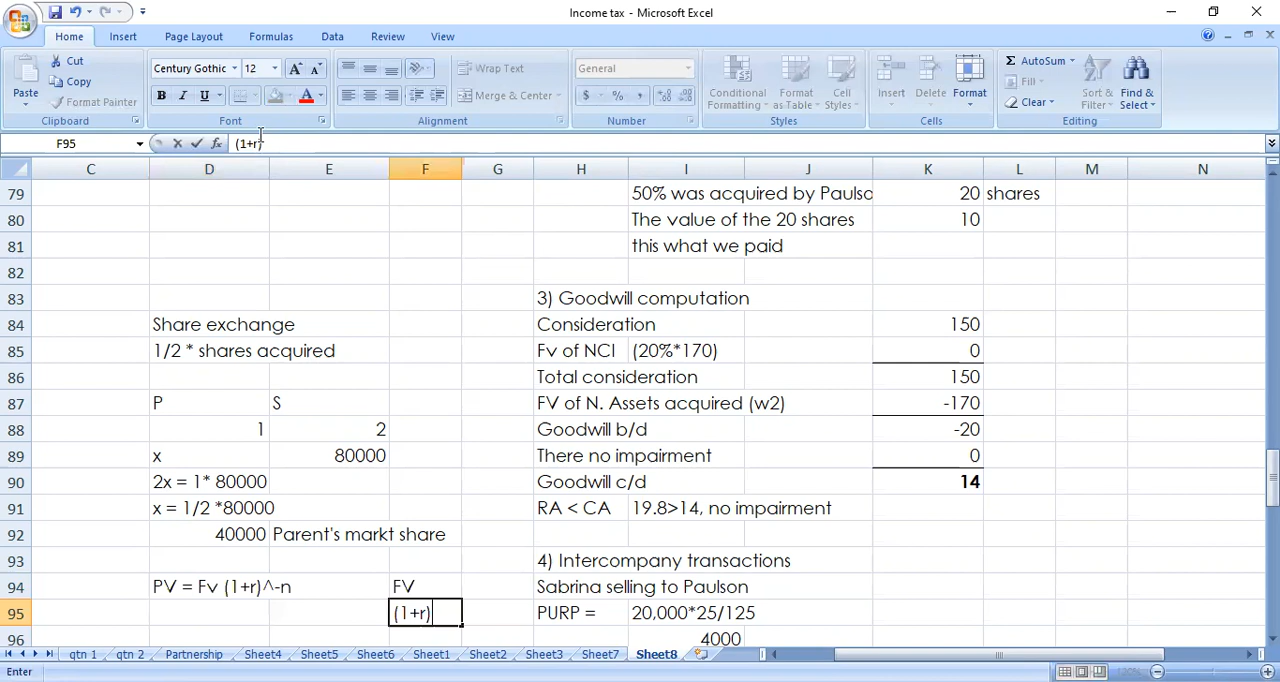 Income tax - Microsoft Excel
Home Insert Page Layout Formulas Data Review View
Paste Cut Copy Format Painter Clipboard
Century Gothic 12 A A B I U A Font
Wrap Text Merge & Center Alignment
General $ % , Number
Conditional Formatting Format as Table Cell Styles Styles
Insert Delete Format Cells
Σ AutoSum Fill Clear Sort & Filter Find & Select Editing
F95 fx (1+r)
C D E F G H I J K L M N
79 50% was acquired by Paulso 20 shares
80 The value of the 20 shares 10
81 this what we paid
82
83 3) Goodwill computation
84 Share exchange Consideration 150
85 1/2 * shares acquired Fv of NCI (20%*170) 0
86 Total consideration 150
87 P S FV of N. Assets acquired (w2) -170
88 1 2 Goodwill b/d -20
89 x 80000 There no impairment 0
90 2x = 1* 80000 Goodwill c/d 14
91 x = 1/2 *80000 RA < CA 19.8>14, no impairment
92 40000 Parent's markt share
93 4) Intercompany transactions
94 PV = Fv (1+r)^-n FV Sabrina selling to Paulson
95 (1+r) PURP = 20,000*25/125
96 4000
qtn 1 qtn 2 Partnership Sheet4 Sheet5 Sheet6 Sheet1 Sheet2 Sheet3 Sheet7 Sheet8
Enter